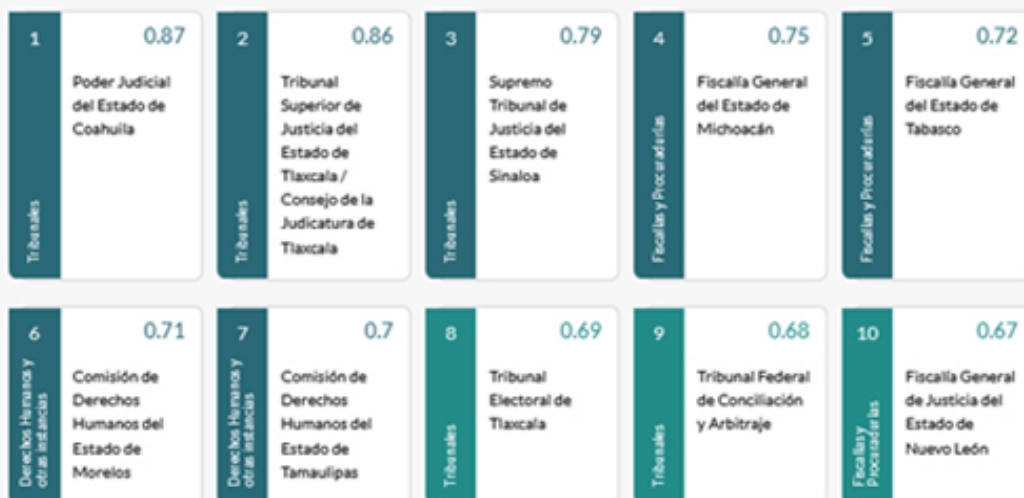 1
0.87
Poder Judicial
del Estado de
Coahuila
Tribunales
2
0.86
Tribunal
Superior de
Justicia del
Estado de
Tlaxcala /
Consejo de la
Judicatura de
Tlaxcala
Tribunales
3
0.79
Supremo
Tribunal de
Justicia del
Estado de
Sinaloa
Tribunales
4
0.75
Fiscalía General
del Estado de
Michoacán
Fiscalías y Procuradurías
5
0.72
Fiscalía General
del Estado de
Tabasco
Fiscalías y Procuradurías
6
0.71
Comisión de
Derechos
Humanos del
Estado de
Morelos
Derechos Humanos y
otras instancias
7
0.7
Comisión de
Derechos
Humanos del
Estado de
Tamaulipas
Derechos Humanos y
otras instancias
8
0.69
Tribunal
Electoral de
Tlaxcala
Tribunales
9
0.68
Tribunal Federal
de Conciliación
y Arbitraje
Tribunales
10
0.67
Fiscalía General
de Justicia del
Estado de
Nuevo León
Fiscalías y
Procuradurías